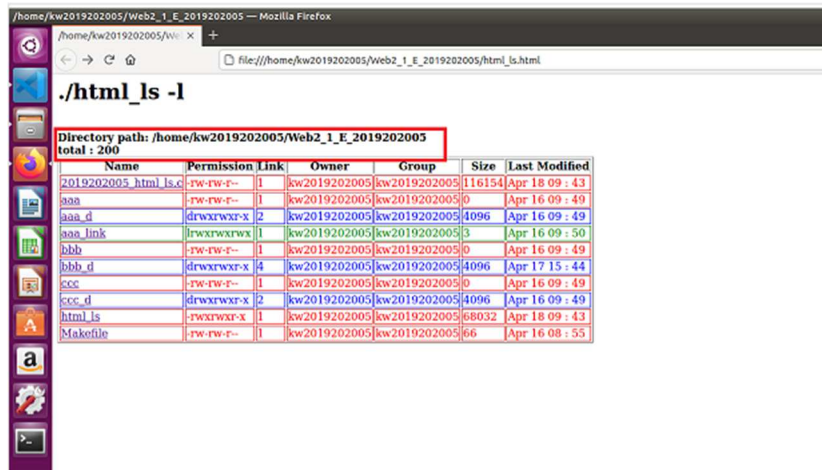 /home/kw2019202005/Web2_1_E_2019202005 — Mozilla Firefox
/home/kw2019202005/We × +
file:///home/kw2019202005/Web2_1_E_2019202005/html_ls.html
./html_ls -l
Directory path: /home/kw2019202005/Web2_1_E_2019202005
total : 200
Name Permission Link Owner Group Size Last Modified
2019202005_html_ls.c -rw-rw-r-- 1 kw2019202005 kw2019202005 116154 Apr 18 09 : 43
aaa -rw-rw-r-- 1 kw2019202005 kw2019202005 0 Apr 16 09 : 49
aaa_d drwxrwxr-x 2 kw2019202005 kw2019202005 4096 Apr 16 09 : 49
aaa_link lrwxrwxrwx 1 kw2019202005 kw2019202005 3 Apr 16 09 : 50
bbb -rw-rw-r-- 1 kw2019202005 kw2019202005 0 Apr 16 09 : 49
bbb_d drwxrwxr-x 4 kw2019202005 kw2019202005 4096 Apr 17 15 : 44
ccc -rw-rw-r-- 1 kw2019202005 kw2019202005 0 Apr 16 09 : 49
ccc_d drwxrwxr-x 2 kw2019202005 kw2019202005 4096 Apr 16 09 : 49
html_ls -rwxrwxr-x 1 kw2019202005 kw2019202005 68032 Apr 18 09 : 43
Makefile -rw-rw-r-- 1 kw2019202005 kw2019202005 66 Apr 16 08 : 55